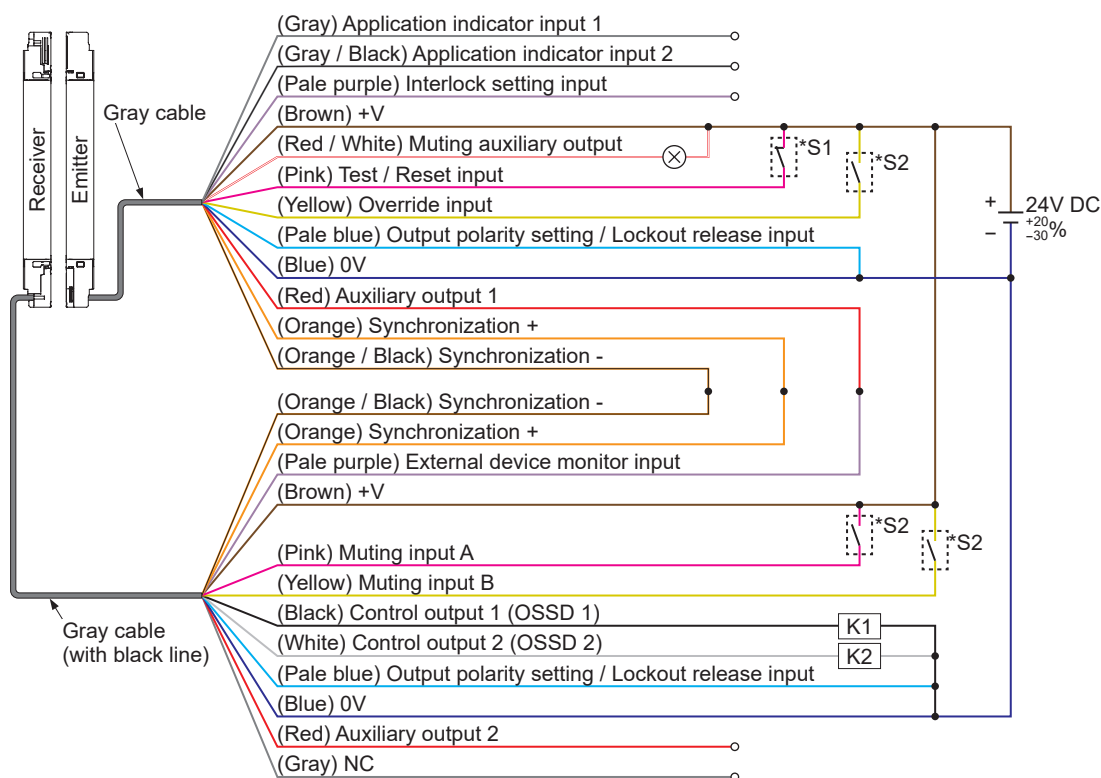 (Gray) Application indicator input 1
(Gray / Black) Application indicator input 2
(Pale purple) Interlock setting input
Gray cable
(Brown) +V
(Red / White) Muting auxiliary output
*S1
*S2
(Pink) Test / Reset input
Receiver
Emitter
(Yellow) Override input
+
24V DC
+20
−30%
−
(Pale blue) Output polarity setting / Lockout release input
(Blue) 0V
(Red) Auxiliary output 1
(Orange) Synchronization +
(Orange / Black) Synchronization -
(Orange / Black) Synchronization -
(Orange) Synchronization +
(Pale purple) External device monitor input
(Brown) +V
*S2
*S2
(Pink) Muting input A
(Yellow) Muting input B
(Black) Control output 1 (OSSD 1)
K1
Gray cable
(with black line)
(White) Control output 2 (OSSD 2)
K2
(Pale blue) Output polarity setting / Lockout release input
(Blue) 0V
(Red) Auxiliary output 2
(Gray) NC